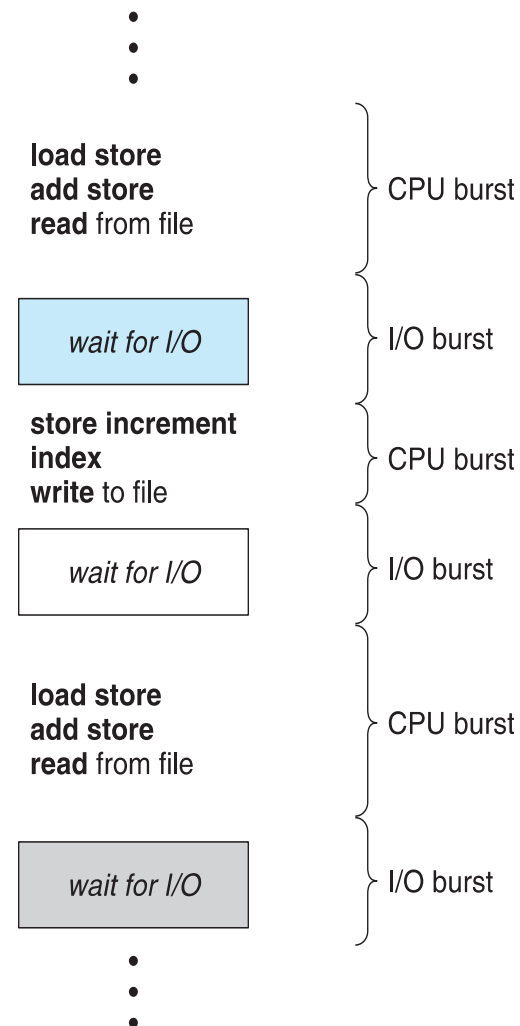 load store
add store
read from file
CPU burst
wait for I/O
I/O burst
store increment
index
write to file
CPU burst
wait for I/O
I/O burst
load store
add store
read from file
CPU burst
wait for I/O
I/O burst